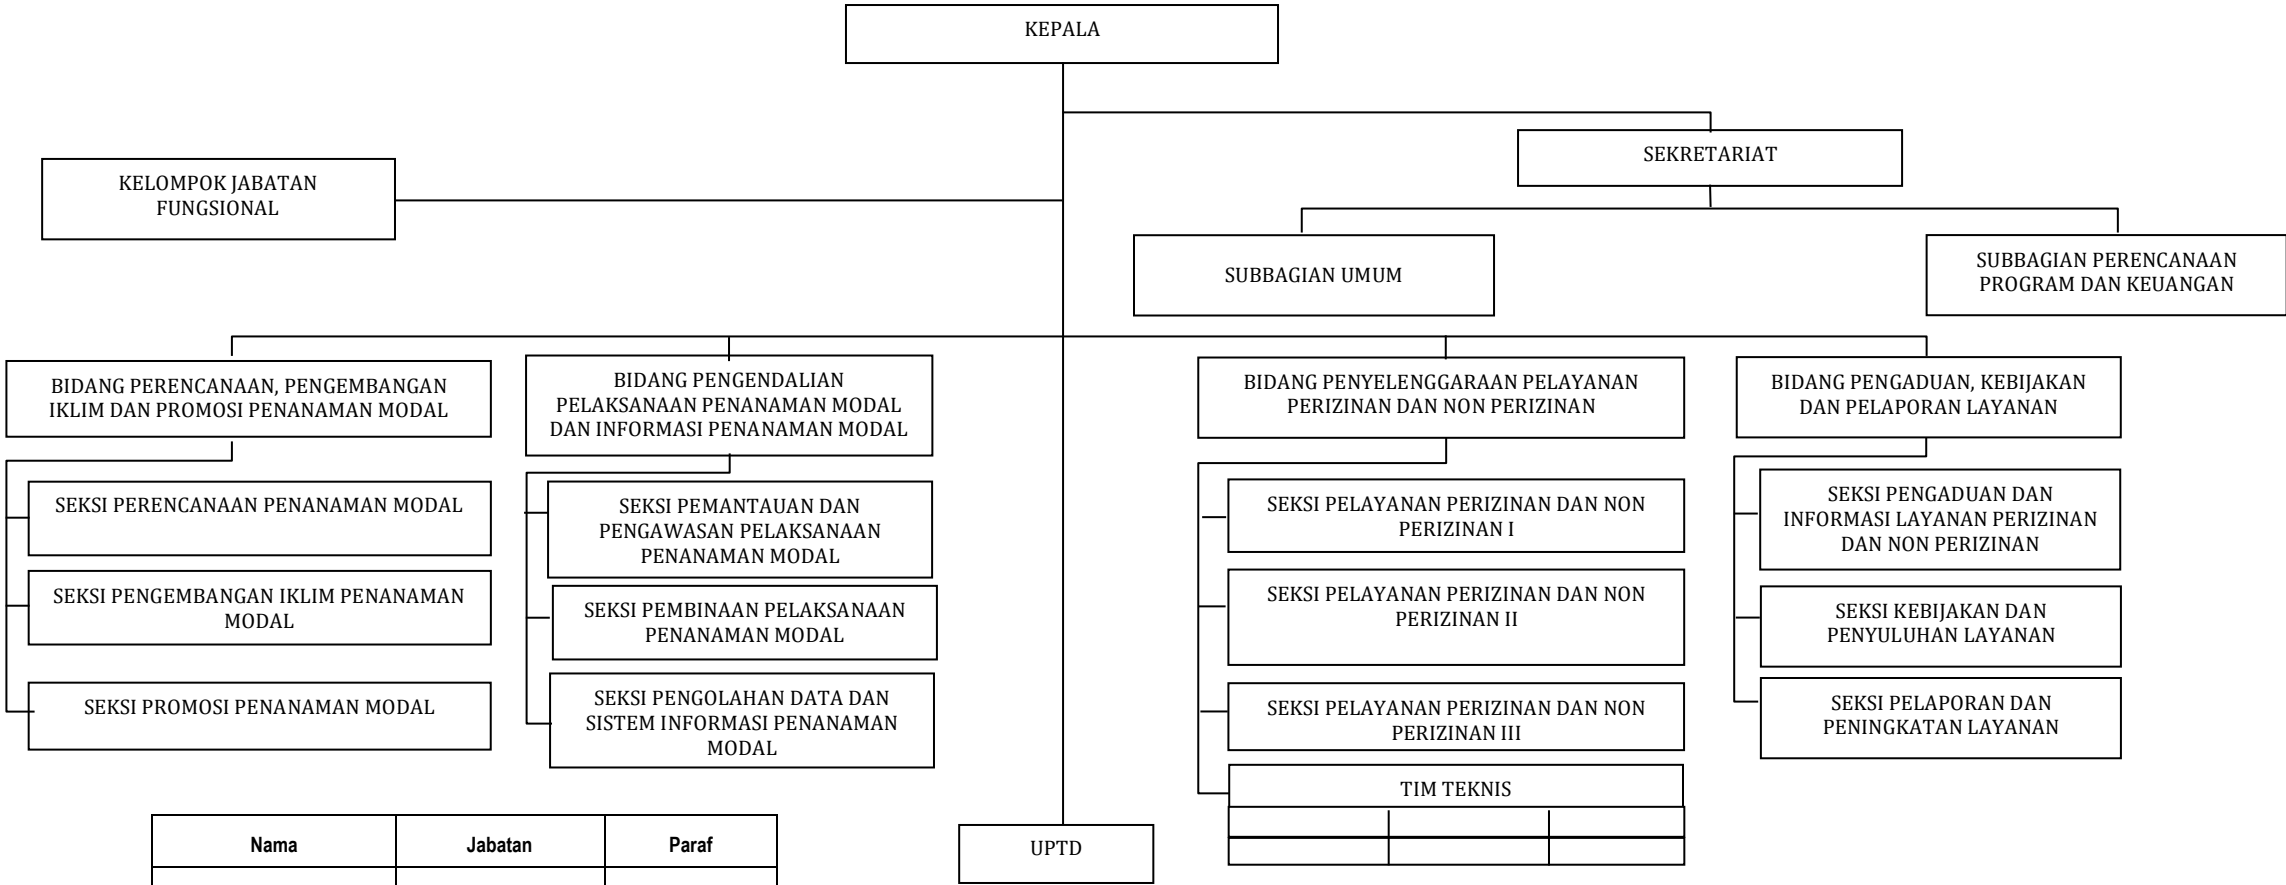 KEPALA
SEKRETARIAT
KELOMPOK JABATAN
FUNGSIONAL
SUBBAGIAN UMUM
SUBBAGIAN PERENCANAAN
PROGRAM DAN KEUANGAN
BIDANG PERENCANAAN, PENGEMBANGAN
IKLIM DAN PROMOSI PENANAMAN MODAL
SEKSI PERENCANAAN PENANAMAN MODAL
SEKSI PENGEMBANGAN IKLIM PENANAMAN
MODAL
SEKSI PROMOSI PENANAMAN MODAL
BIDANG PENGENDALIAN
PELAKSANAAN PENANAMAN MODAL
DAN INFORMASI PENANAMAN MODAL
SEKSI PEMANTAUAN DAN
PENGAWASAN PELAKSANAAN
PENANAMAN MODAL
SEKSI PEMBINAAN PELAKSANAAN
PENANAMAN MODAL
SEKSI PENGOLAHAN DATA DAN
SISTEM INFORMASI PENANAMAN
MODAL
BIDANG PENYELENGGARAAN PELAYANAN
PERIZINAN DAN NON PERIZINAN
SEKSI PELAYANAN PERIZINAN DAN NON
PERIZINAN I
SEKSI PELAYANAN PERIZINAN DAN NON
PERIZINAN II
SEKSI PELAYANAN PERIZINAN DAN NON
PERIZINAN III
TIM TEKNIS
BIDANG PENGADUAN, KEBIJAKAN
DAN PELAPORAN LAYANAN
SEKSI PENGADUAN DAN
INFORMASI LAYANAN PERIZINAN
DAN NON PERIZINAN
SEKSI KEBIJAKAN DAN
PENYULUHAN LAYANAN
SEKSI PELAPORAN DAN
PENINGKATAN LAYANAN
Nama Jabatan Paraf
UPTD